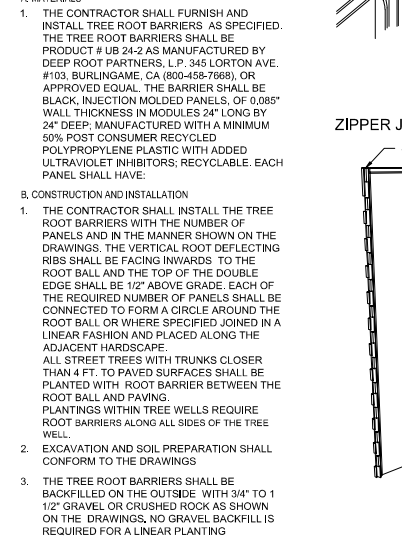 A. MATERIALS
1. THE CONTRACTOR SHALL FURNISH AND
INSTALL TREE ROOT BARRIERS AS SPECIFIED.
THE TREE ROOT BARRIERS SHALL BE
PRODUCT # UB 24-2 AS MANUFACTURED BY
DEEP ROOT PARTNERS, L.P. 345 LORTON AVE.
#103, BURLINGAME, CA (800-458-7668), OR
APPROVED EQUAL. THE BARRIER SHALL BE
BLACK, INJECTION MOLDED PANELS, OF 0,085"
WALL THICKNESS IN MODULES 24" LONG BY
24" DEEP; MANUFACTURED WITH A MINIMUM
50% POST CONSUMER RECYCLED
POLYPROPYLENE PLASTIC WITH ADDED
ULTRAVIOLET INHIBITORS; RECYCLABLE. EACH
PANEL SHALL HAVE:
ZIPPER J
B, CONSTRUCTION AND INSTALLATION
1. THE CONTRACTOR SHALL INSTALL THE TREE
ROOT BARRIERS WITH THE NUMBER OF
PANELS AND IN THE MANNER SHOWN ON THE
DRAWINGS. THE VERTICAL ROOT DEFLECTING
RIBS SHALL BE FACING INWARDS TO THE
ROOT BALL AND THE TOP OF THE DOUBLE
EDGE SHALL BE 1/2" ABOVE GRADE. EACH OF
THE REQUIRED NUMBER OF PANELS SHALL BE
CONNECTED TO FORM A CIRCLE AROUND THE
ROOT BALL OR WHERE SPECIFIED JOINED IN A
LINEAR FASHION AND PLACED ALONG THE
ADJACENT HARDSCAPE.
ALL STREET TREES WITH TRUNKS CLOSER
THAN 4 FT. TO PAVED SURFACES SHALL BE
PLANTED WITH ROOT BARRIER BETWEEN THE
ROOT BALL AND PAVING.
PLANTINGS WITHIN TREE WELLS REQUIRE
ROOT BARRIERS ALONG ALL SIDES OF THE TREE
WELL.
2. EXCAVATION AND SOIL PREPARATION SHALL
CONFORM TO THE DRAWINGS
3. THE TREE ROOT BARRIERS SHALL BE
BACKFILLED ON THE OUTSIDE WITH 3/4" TO 1
1/2" GRAVEL OR CRUSHED ROCK AS SHOWN
ON THE DRAWINGS. NO GRAVEL BACKFILL IS
REQUIRED FOR A LINEAR PLANTING